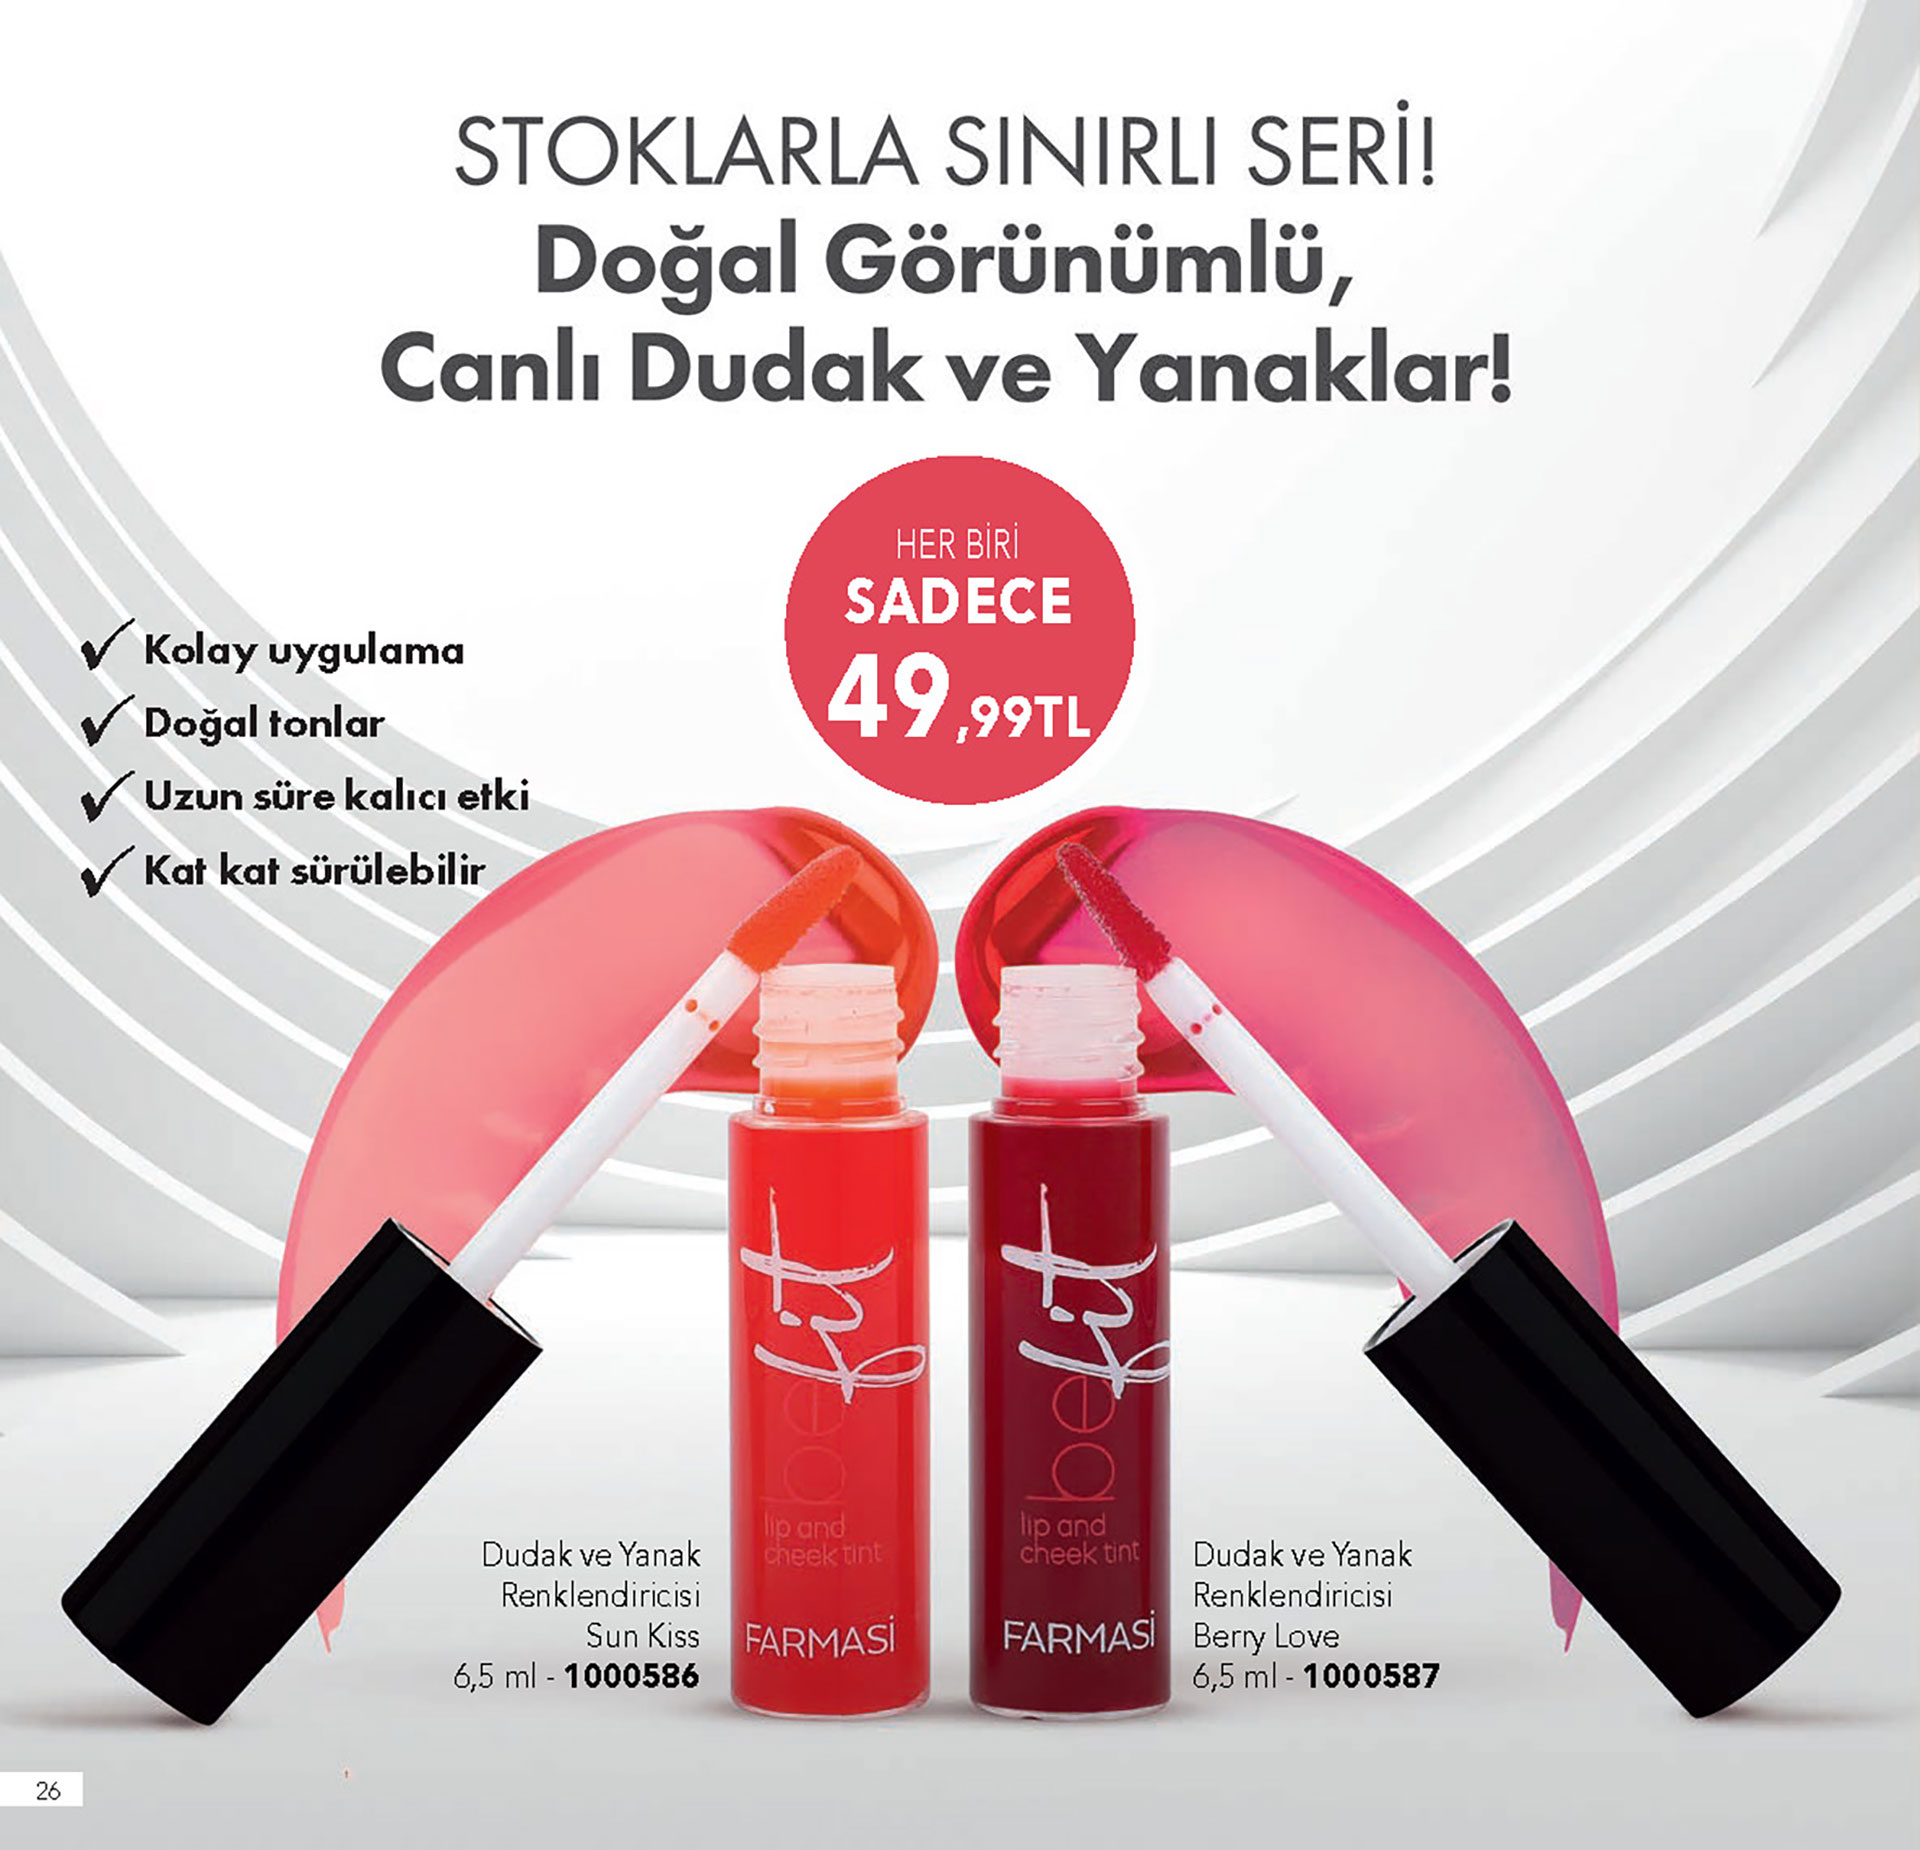 STOKLARLA SINIRLI SERİ!
Doğal Görünümlü,
Canlı Dudak ve Yanaklar!
HER BİRİ
SADECE
49,99TL
Kolay uygulama
Doğal tonlar
Uzun süre kalıcı etki
Kat kat sürülebilir
be fit
lip and
cheek tint
FARMASİ
be fit
lip and
cheek tint
FARMASİ
Dudak ve Yanak
Renklendiricisi
Sun Kiss
6,5 ml - 1000586
Dudak ve Yanak
Renklendiricisi
Berry Love
6,5 ml - 1000587
26